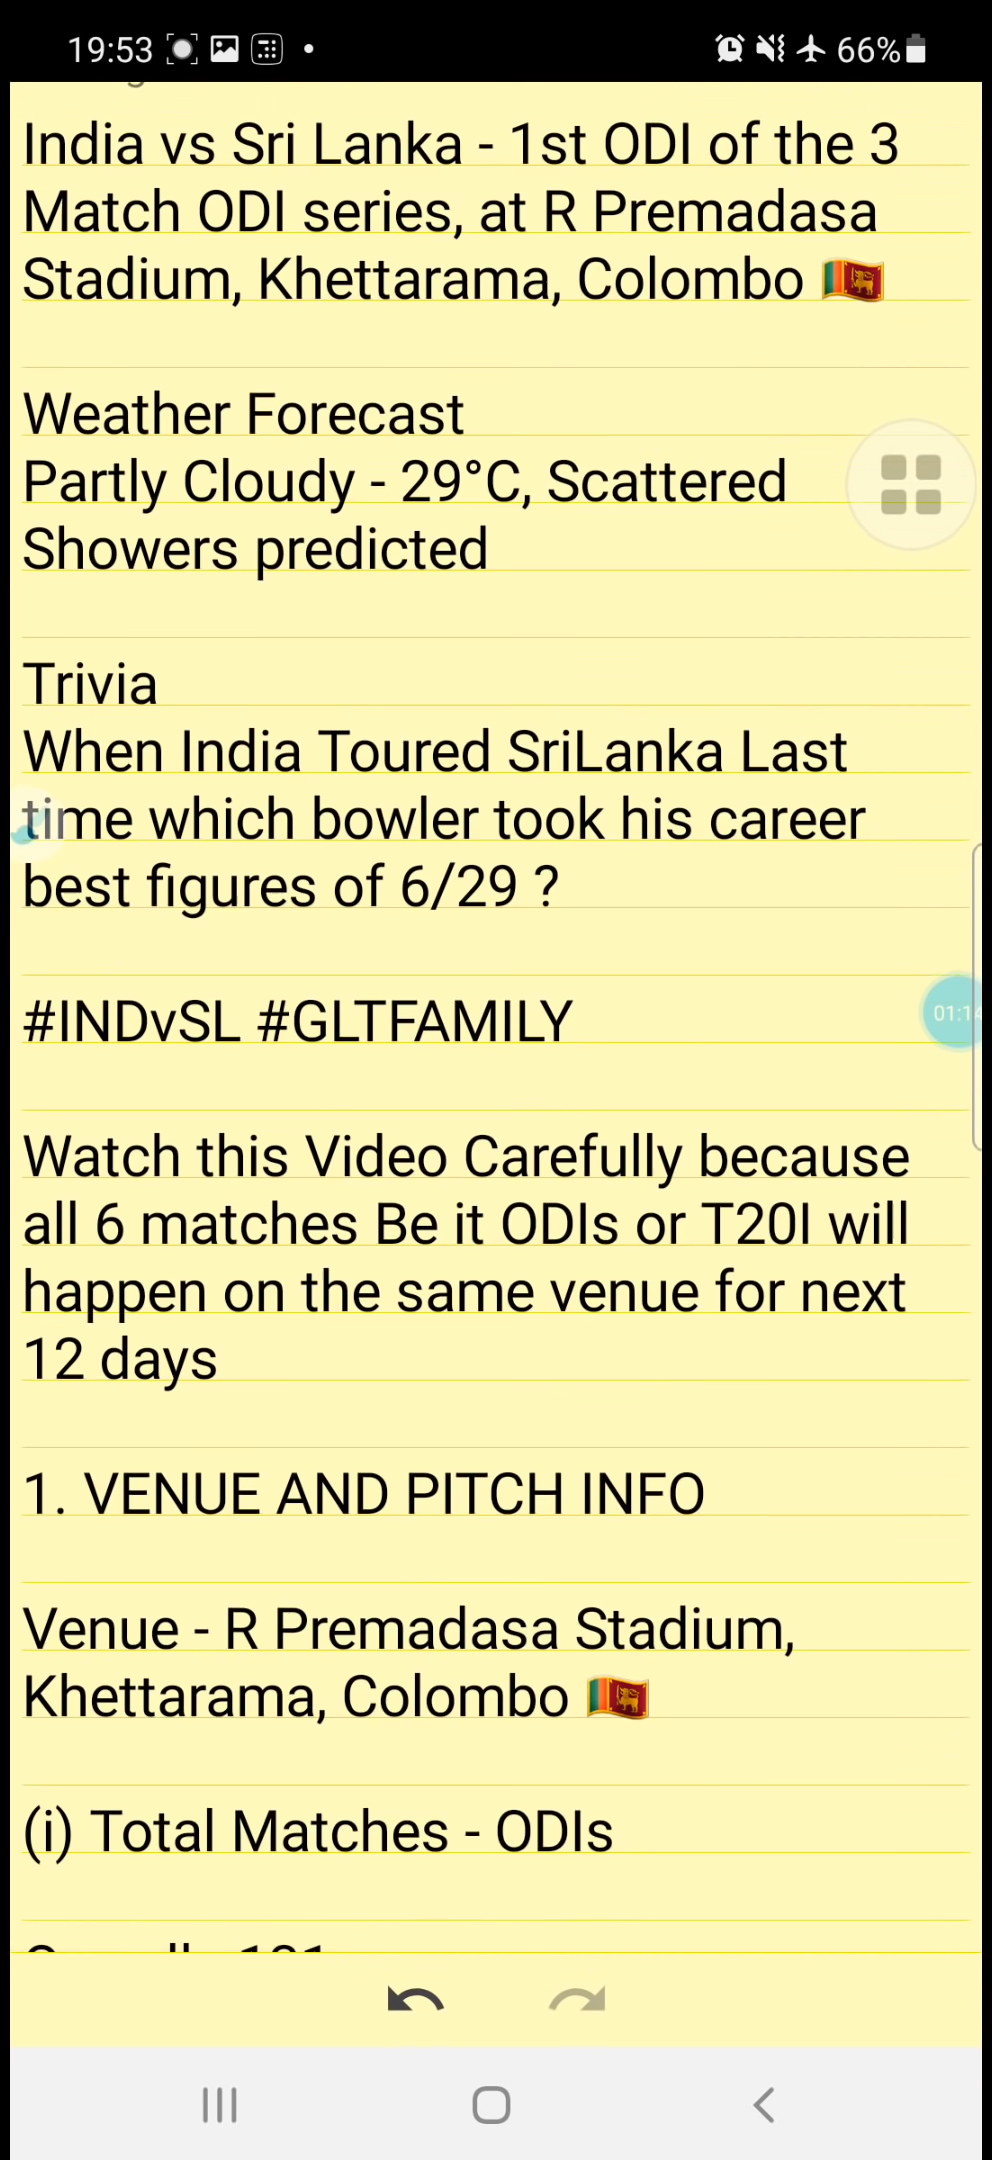 19:53
66%
India vs Sri Lanka - 1st ODI of the 3
Match ODI series, at R Premadasa
Stadium, Khettarama, Colombo 🇱🇰
Weather Forecast
Partly Cloudy - 29°C, Scattered
Showers predicted
Trivia
When India Toured SriLanka Last
time which bowler took his career
best figures of 6/29 ?
#INDvSL #GLTFAMILY
01:14
Watch this Video Carefully because
all 6 matches Be it ODIs or T20I will
happen on the same venue for next
12 days
1. VENUE AND PITCH INFO
Venue - R Premadasa Stadium,
Khettarama, Colombo 🇱🇰
(i) Total Matches - ODIs